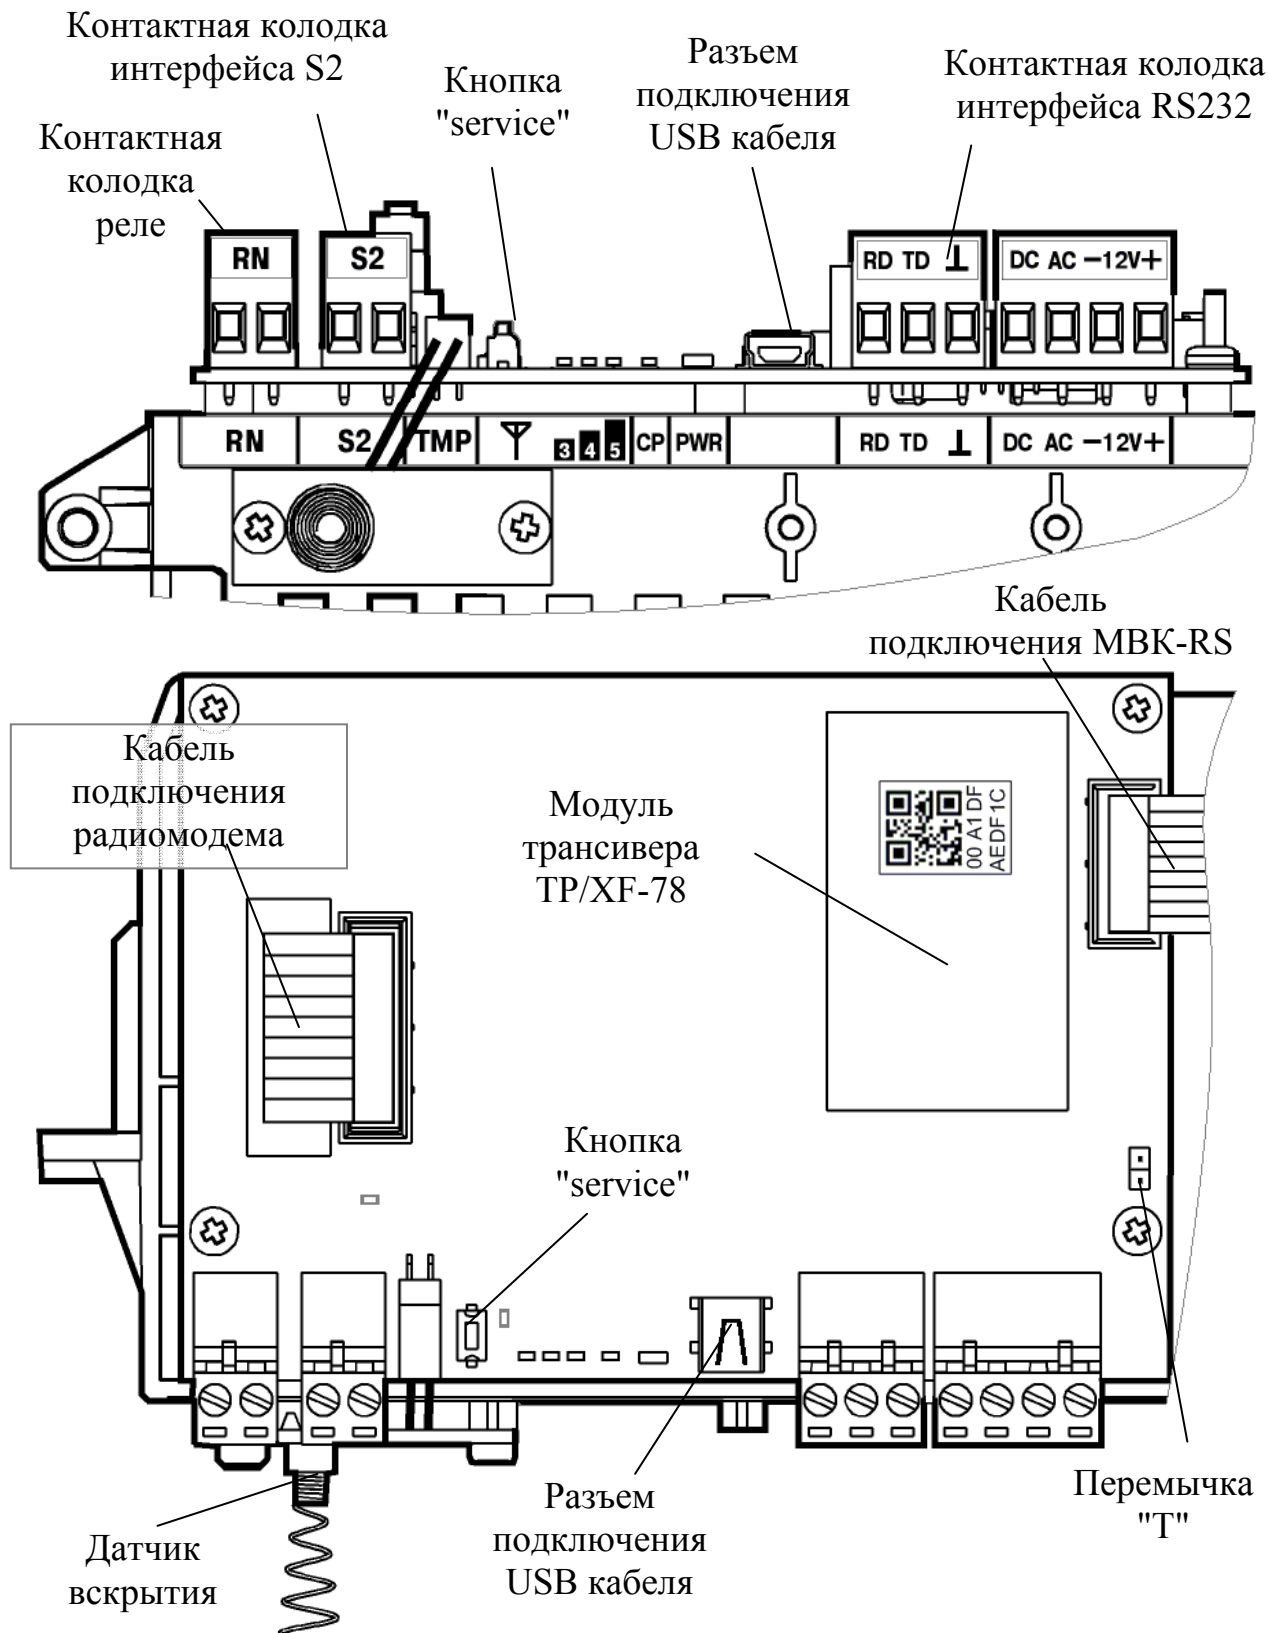 Контактная колодка
интерфейса S2
Кнопка
"service"
Разъем
подключения
USB кабеля
Контактная колодка
интерфейса RS232
Контактная
колодка
реле
RN
S2
RD TD ⊥
DC AC −12V+
RN
S2
TMP
3 4 5
CP
PWR
RD TD ⊥
DC AC −12V+
Кабель
подключения МВК-RS
Кабель
подключения
радиомодема
Модуль
трансивера
TP/XF-78
00 A1 DF
AEDF1C
Кнопка
"service"
Перемычка
"Т"
Разъем
подключения
USB кабеля
Датчик
вскрытия